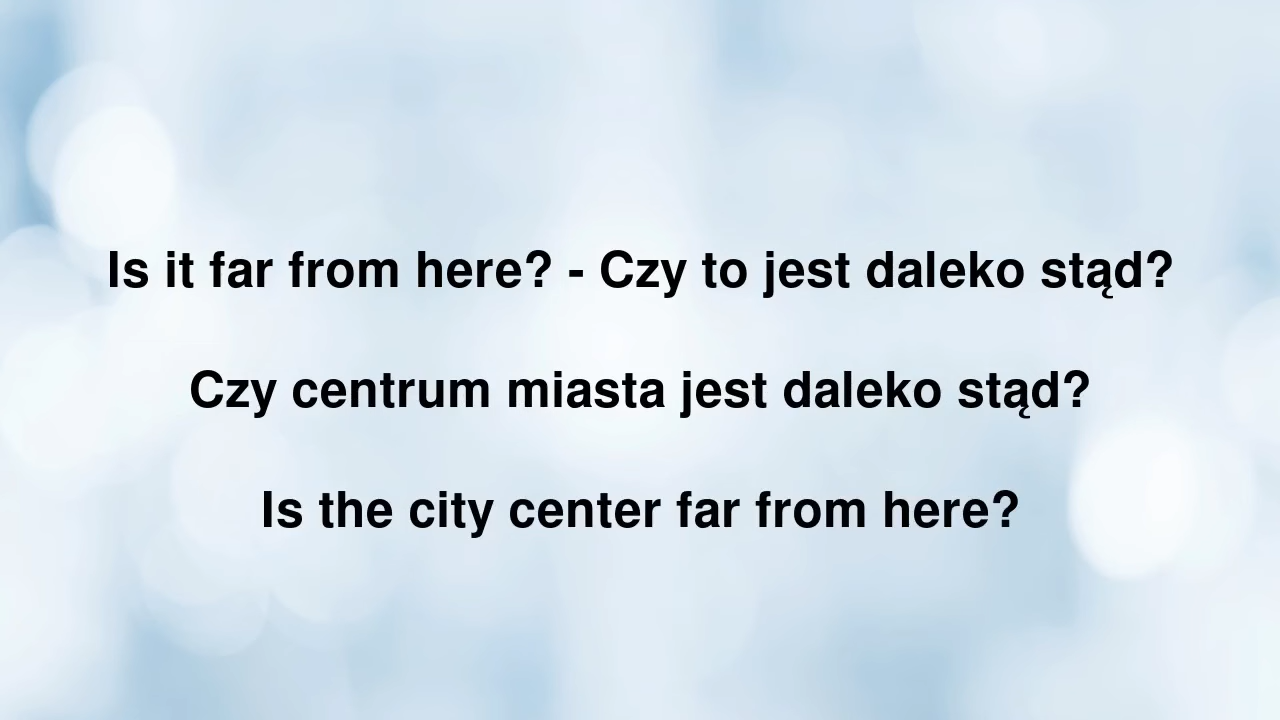 Is it far from here? - Czy to jest daleko stąd?
Czy centrum miasta jest daleko stąd?
Is the city center far from here?